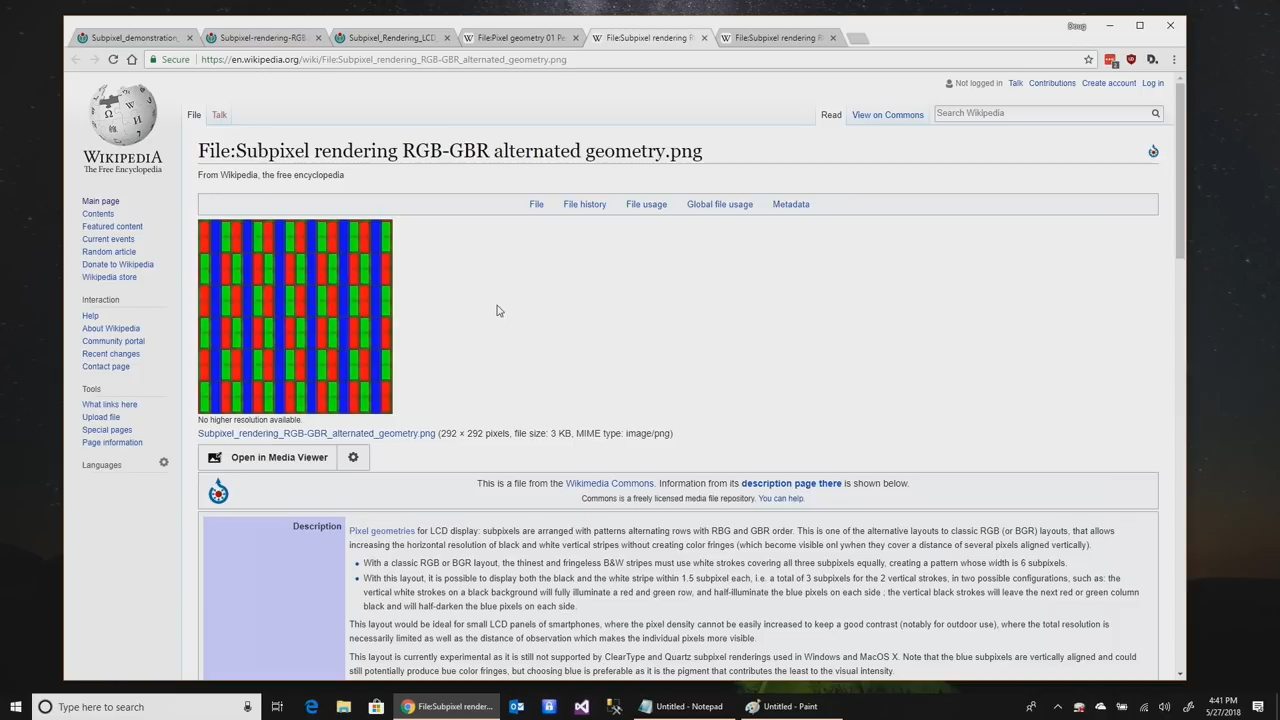 Doug
Subpixel_demonstration_
Subpixel-rendering-RGB
Subpixel_Rendering_LCD
File:Pixel geometry 01 Pe
File:Subpixel rendering R
File:Subpixel rendering R
Secure
https://en.wikipedia.org/wiki/File:Subpixel_rendering_RGB-GBR_alternated_geometry.png
Not logged in Talk Contributions Create account Log in
File Talk
Read View on Commons
Search Wikipedia
WIKIPEDIA
The Free Encyclopedia
File:Subpixel rendering RGB-GBR alternated geometry.png
From Wikipedia, the free encyclopedia
File File history File usage Global file usage Metadata
Main page
Contents
Featured content
Current events
Random article
Donate to Wikipedia
Wikipedia store
Interaction
Help
About Wikipedia
Community portal
Recent changes
Contact page
Tools
What links here
Upload file
Special pages
Page information
Languages
No higher resolution available.
Subpixel_rendering_RGB-GBR_alternated_geometry.png (292 × 292 pixels, file size: 3 KB, MIME type: image/png)
Open in Media Viewer
This is a file from the Wikimedia Commons. Information from its description page there is shown below.
Commons is a freely licensed media file repository. You can help.
Description
Pixel geometries for LCD display: subpixels are arranged with patterns alternating rows with RBG and GBR order. This is one of the alternative layouts to classic RGB (or BGR) layouts, that allows
increasing the horizontal resolution of black and white vertical stripes without creating color fringes (which become visible onl when they cover a distance of several pixels aligned vertically).
With a classic RGB or BGR layout, the thinest and fringeless B&W stripes must use white strokes covering all three subpixels equally, creating a pattern whose width is 6 subpixels.
With this layout, it is possible to display both the black and the white stripe within 1.5 subpixel each, i.e. a total of 3 subpixels for the 2 vertical strokes, in two possible configurations, such as: the
vertical white strokes on a black background will fully illuminate a red and green row, and half-illuminate the blue pixels on each side ; the vertical black strokes will leave the next red or green column
black and will half-darken the blue pixels on each side.
This layout would be ideal for small LCD panels of smartphones, where the pixel density cannot be easily increased to keep a good contrast (notably for outdoor use), where the total resolution is
necessarily limited as well as the distance of observation which makes the individual pixels more visible.
This layout is currently experimental as it is still not supported by ClearType and Quartz subpixel renderings used in Windows and MacOS X. Note that the blue subpixels are vertically aligned and could
still potentially produce bue color fringes, but choosing blue is preferable as it is the pigment that contributes the least to the visual intensity.
Type here to search
File:Subpixel render...
Untitled - Notepad
Untitled - Paint
4:41 PM
5/27/2018